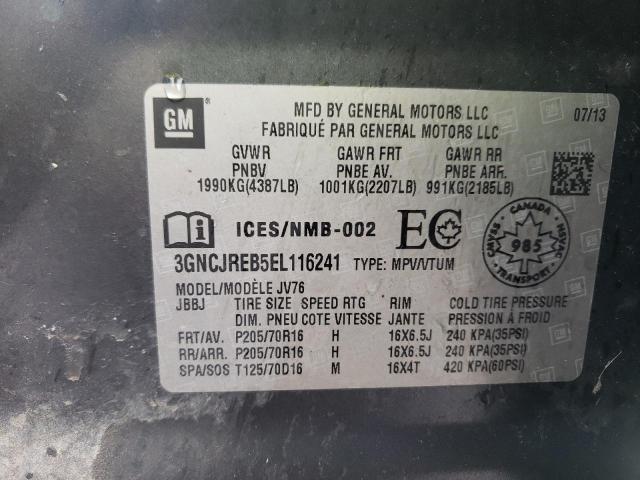 GM
MFD BY GENERAL MOTORS LLC 07/13
FABRIQUÉ PAR GENERAL MOTORS LLC
GVWR GAWR FRT GAWR RR
PNBV PNBE AV. PNBE ARR.
1990KG(4387LB) 1001KG(2207LB) 991KG(2185LB)
ICES/NMB-002 EC
CANADA
CMVSS 985 NSVAC
TRANSPORT
3GNCJREB5EL116241 TYPE: MPV/VTUM
MODEL/MODÈLE JV76
JBBJ TIRE SIZE SPEED RTG RIM COLD TIRE PRESSURE
DIM. PNEU COTE VITESSE JANTE PRESSION À FROID
FRT/AV. P205/70R16 H 16X6.5J 240 KPA(35PSI)
RR/ARR. P205/70R16 H 16X6.5J 240 KPA(35PSI)
SPA/SOS T125/70D16 M 16X4T 420 KPA(60PSI)